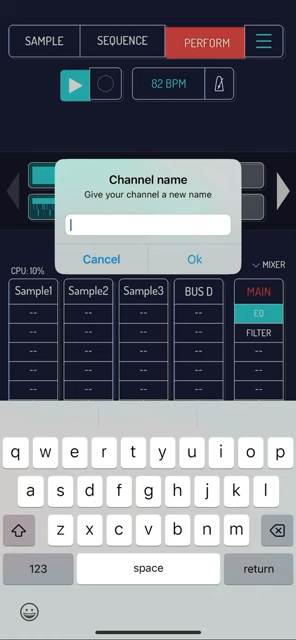 SAMPLE
SEQUENCE
PERFORM
82 BPM
Channel name
Give your channel a new name
Cancel
Ok
CPU: 10%
MIXER
Sample1 Sample2 Sample3 BUS D MAIN
-- -- -- -- EQ
-- -- -- -- FILTER
-- -- -- -- --
-- -- -- -- --
-- -- -- -- --
q w e r t y u i o p
a s d f g h j k l
z x c v b n m
123 space return